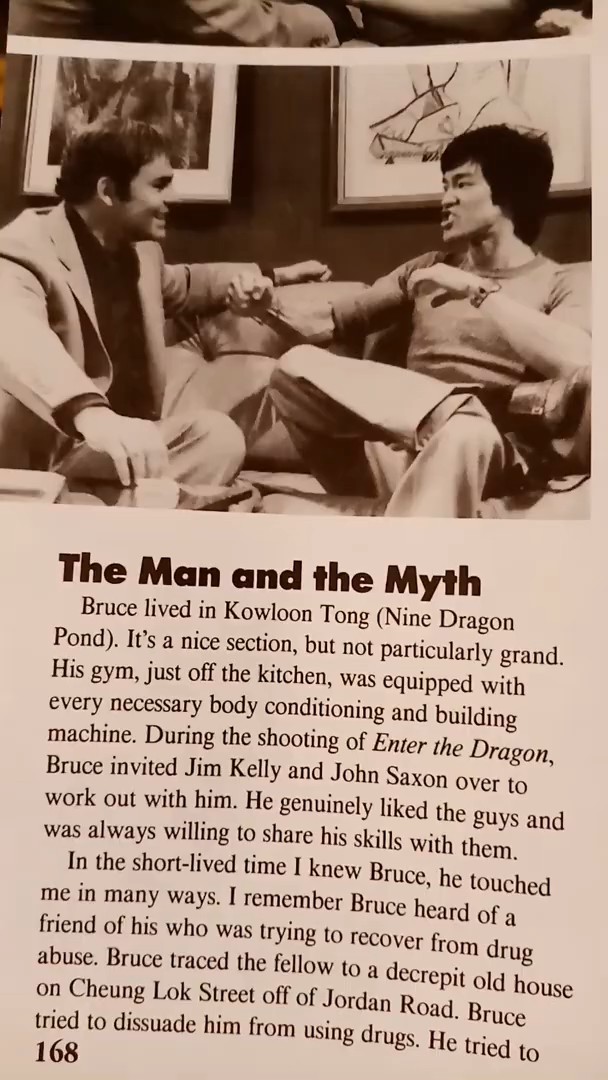 The Man and the Myth
Bruce lived in Kowloon Tong (Nine Dragon
Pond). It's a nice section, but not particularly grand.
His gym, just off the kitchen, was equipped with
every necessary body conditioning and building
machine. During the shooting of Enter the Dragon,
Bruce invited Jim Kelly and John Saxon over to
work out with him. He genuinely liked the guys and
was always willing to share his skills with them.
In the short-lived time I knew Bruce, he touched
me in many ways. I remember Bruce heard of a
friend of his who was trying to recover from drug
abuse. Bruce traced the fellow to a decrepit old house
on Cheung Lok Street off of Jordan Road. Bruce
tried to dissuade him from using drugs. He tried to
168